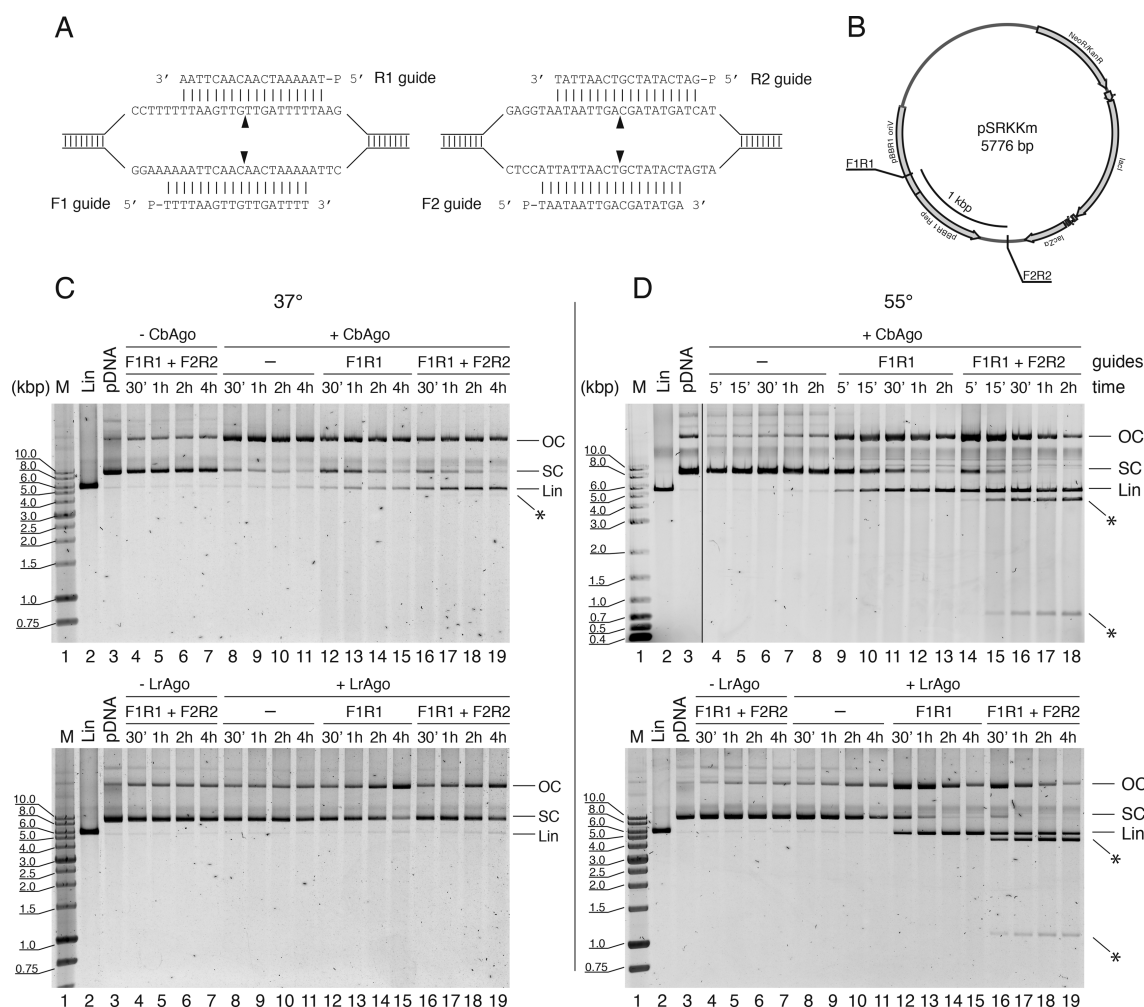 A
3′ AATTCAACAACTAAAAAT-P 5′ R1 guide
CCTTTTTTAAGTTGTTGATTTTTAAG
GGAAAAAATTCAACAACTAAAAATTC
F1 guide 5′ P-TTTTAAGTTGTTGATTTT 3′
3′ TATTAACTGCTATACTAG-P 5′ R2 guide
GAGGTAATAATTGACGATATGATCAT
CTCCATTATTAACTGCTATACTAGTA
F2 guide 5′ P-TAATAATTGACGATATGA 3′
B
NeoR/KanR
pBBR1 oriV
pSRKKm
5776 bp
lacI
F1R1
1 kbp
pBBR1 Rep
lacZa
F2R2
C
37°
- CbAgo + CbAgo
F1R1 + F2R2 – F1R1 F1R1 + F2R2
(kbp) M Lin pDNA 30′ 1h 2h 4h 30′ 1h 2h 4h 30′ 1h 2h 4h 30′ 1h 2h 4h
OC
10.0
8.0
SC
6.0
5.0
Lin
4.0
*
3.0
2.5
2.0
1.5
1.0
0.75
1 2 3 4 5 6 7 8 9 10 11 12 13 14 15 16 17 18 19
- LrAgo + LrAgo
F1R1 + F2R2 – F1R1 F1R1 + F2R2
M Lin pDNA 30′ 1h 2h 4h 30′ 1h 2h 4h 30′ 1h 2h 4h 30′ 1h 2h 4h
OC
10.0
8.0
SC
6.0
5.0
Lin
4.0
3.0
2.5
2.0
1.5
1.0
0.75
1 2 3 4 5 6 7 8 9 10 11 12 13 14 15 16 17 18 19
D
55°
+ CbAgo
– F1R1 F1R1 + F2R2 guides
(kbp) M Lin pDNA 5′ 15′ 30′ 1h 2h 5′ 15′ 30′ 1h 2h 5′ 15′ 30′ 1h 2h time
OC
10.0
8.0
SC
6.0
Lin
5.0
4.0
*
3.0
2.0
1.5
1.0
0.7
0.5
*
0.4
1 2 3 4 5 6 7 8 9 10 11 12 13 14 15 16 17 18
- LrAgo + LrAgo
F1R1 + F2R2 – F1R1 F1R1 + F2R2
M Lin pDNA 30′ 1h 2h 4h 30′ 1h 2h 4h 30′ 1h 2h 4h 30′ 1h 2h 4h
OC
10.0
8.0
SC
6.0
5.0
Lin
4.0
*
3.0
2.5
2.0
1.5
1.0
*
0.75
1 2 3 4 5 6 7 8 9 10 11 12 13 14 15 16 17 18 19